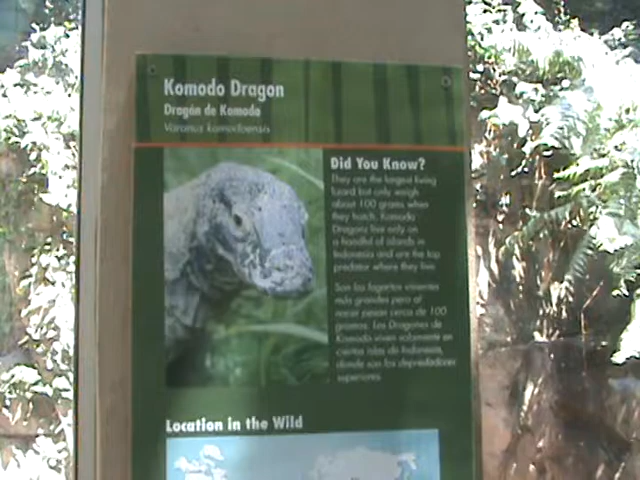 Komodo Dragon
Dragón de Komodo
Varanus komodoensis
Did You Know?
They are the largest living
lizard but only weigh
about 100 grams when
they hatch. Komodo
Dragons live only on
a handful of islands in
Indonesia and are the top
predator where they live.
Son los lagartos vivientes
más grandes pero al
nacer pesan cerca de 100
gramos. Los Dragones de
Komodo viven solamente en
ciertas islas de Indonesia,
donde son los depredadores
superiores.
Location in the Wild